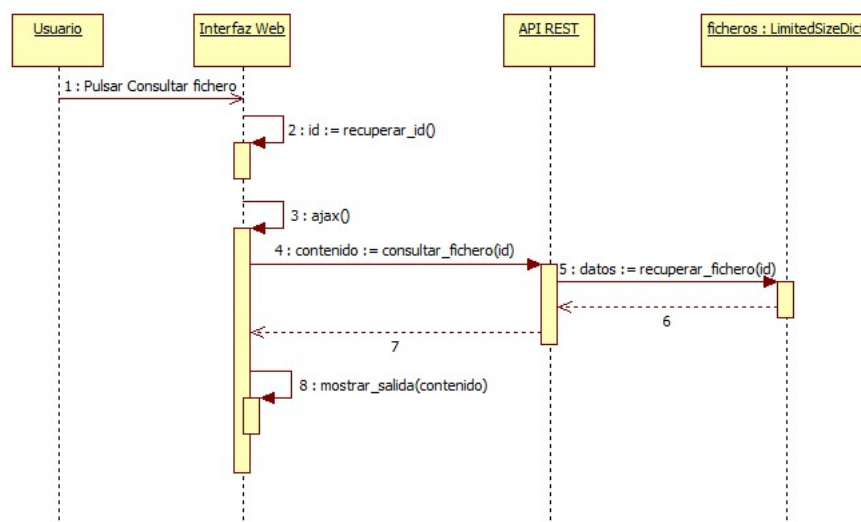 Usuario
Interfaz Web
API REST
ficheros : LimitedSizeDict
1 : Pulsar Consultar fichero
2 : id := recuperar_id()
3 : ajax()
4 : contenido := consultar_fichero(id)
5 : datos := recuperar_fichero(id)
6
7
8 : mostrar_salida(contenido)